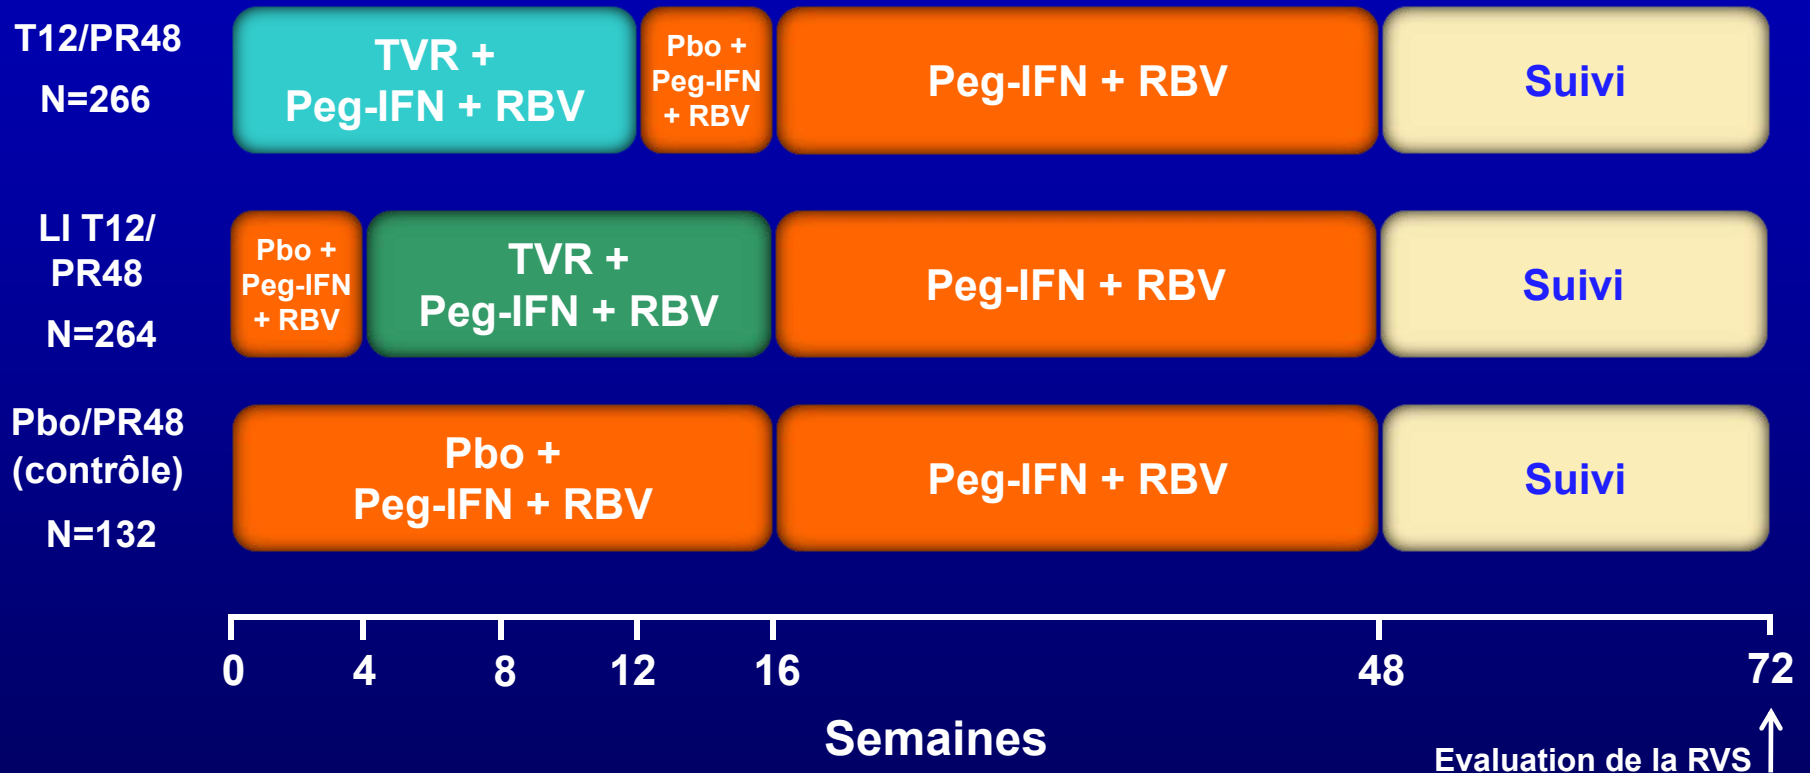 T12/PR48
N=266
TVR +
Peg-IFN + RBV
Pbo +
Peg-IFN
+ RBV
Peg-IFN + RBV
Suivi
LI T12/
PR48
N=264
Pbo +
Peg-IFN
+ RBV
TVR +
Peg-IFN + RBV
Peg-IFN + RBV
Suivi
Pbo/PR48
(contrôle)
N=132
Pbo +
Peg-IFN + RBV
Peg-IFN + RBV
Suivi
0 4 8 12 16 48 72
Semaines
Evaluation de la RVS